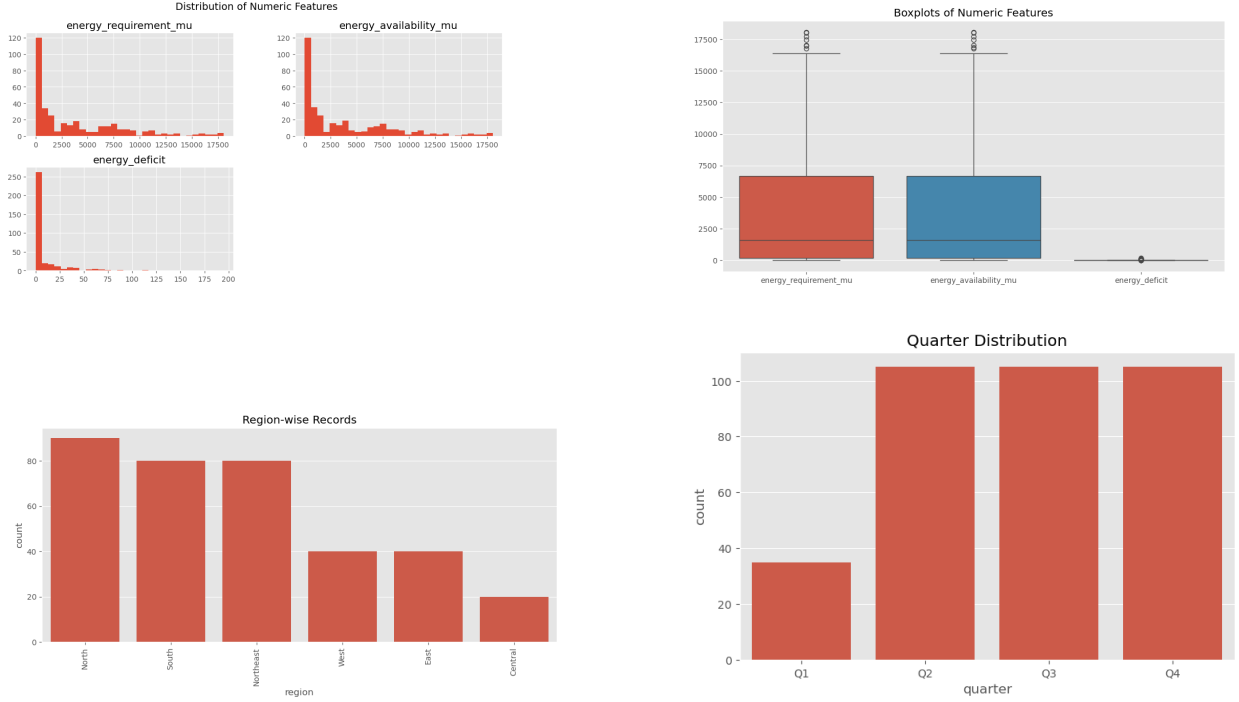 Distribution of Numeric Features
energy_requirement_mu
120
100
80
60
40
20
0
0 2500 5000 7500 10000 12500 15000 17500
energy_availability_mu
120
100
80
60
40
20
0
0 2500 5000 7500 10000 12500 15000 17500
energy_deficit
250
200
150
100
50
0
0 25 50 75 100 125 150 175 200
Boxplots of Numeric Features
17500
15000
12500
10000
7500
5000
2500
0
energy_requirement_mu energy_availability_mu energy_deficit
Region-wise Records
count
80
60
40
20
0
North South Northeast West East Central
region
Quarter Distribution
count
100
80
60
40
20
0
Q1 Q2 Q3 Q4
quarter